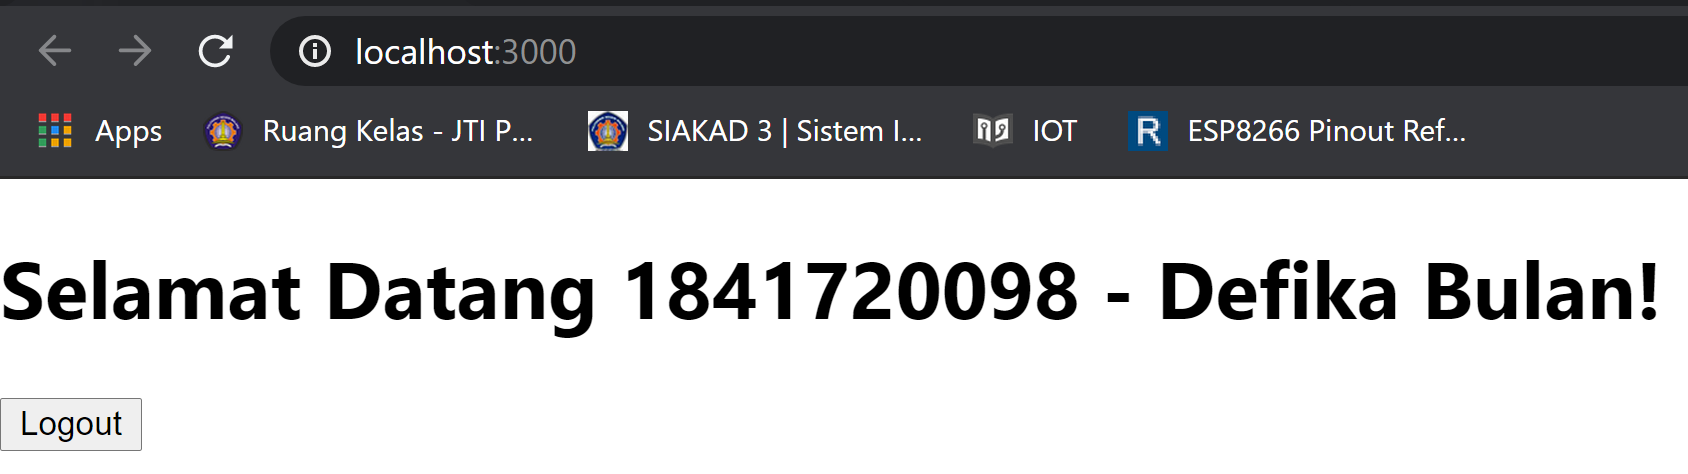 localhost:3000
Apps Ruang Kelas - JTI P... SIAKAD 3 | Sistem I... IOT R ESP8266 Pinout Ref...
Selamat Datang 1841720098 - Defika Bulan!
Logout